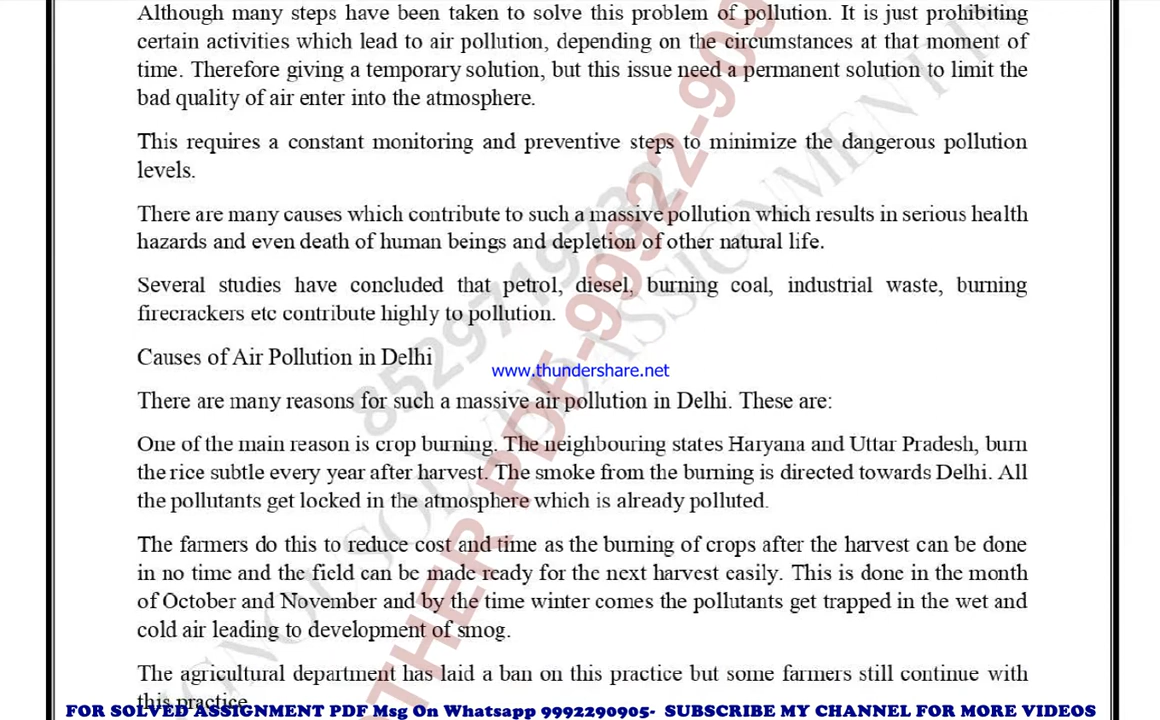 Although many steps have been taken to solve this problem of pollution. It is just prohibiting
certain activities which lead to air pollution, depending on the circumstances at that moment of
time. Therefore giving a temporary solution, but this issue need a permanent solution to limit the
bad quality of air enter into the atmosphere.
This requires a constant monitoring and preventive steps to minimize the dangerous pollution
levels.
There are many causes which contribute to such a massive pollution which results in serious health
hazards and even death of human beings and depletion of other natural life.
Several studies have concluded that petrol, diesel, burning coal, industrial waste, burning
firecrackers etc contribute highly to pollution.
Causes of Air Pollution in Delhi
www.thundershare.net
There are many reasons for such a massive air pollution in Delhi. These are:
One of the main reason is crop burning. The neighbouring states Haryana and Uttar Pradesh, burn
the rice subtle every year after harvest. The smoke from the burning is directed towards Delhi. All
the pollutants get locked in the atmosphere which is already polluted.
The farmers do this to reduce cost and time as the burning of crops after the harvest can be done
in no time and the field can be made ready for the next harvest easily. This is done in the month
of October and November and by the time winter comes the pollutants get trapped in the wet and
cold air leading to development of smog.
The agricultural department has laid a ban on this practice but some farmers still continue with
this practice
FOR SOLVED ASSIGNMENT PDF Msg On Whatsapp 9992290905- SUBSCRIBE MY CHANNEL FOR MORE VIDEOS
8529719732
OTHER PDF-99922-909
IGNOU SOLVED ASSIGNMENT